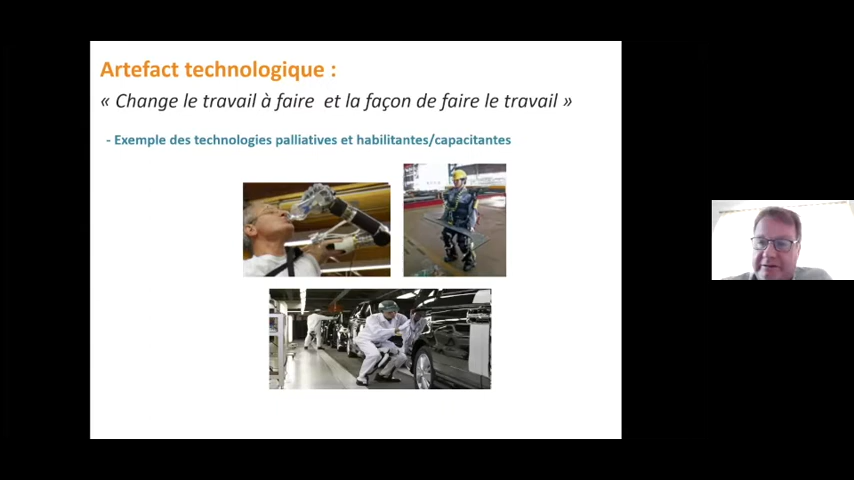 Artefact technologique :
« Change le travail à faire et la façon de faire le travail »
- Exemple des technologies palliatives et habilitantes/capacitantes